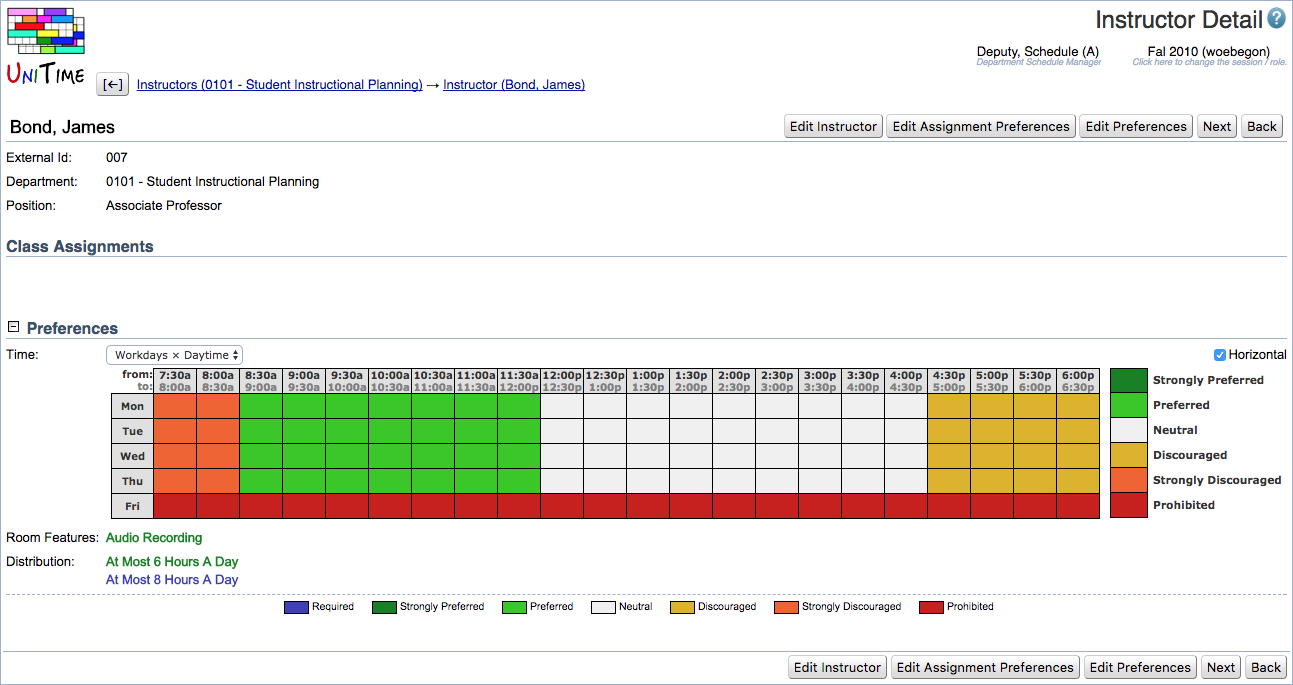 Instructor Detail ?
UNITIME
Deputy, Schedule (A) Fal 2010 (woebegon)
Department Schedule Manager Click here to change the session / role.
[←] Instructors (0101 - Student Instructional Planning) → Instructor (Bond, James)
Bond, James Edit Instructor Edit Assignment Preferences Edit Preferences Next Back
External Id: 007
Department: 0101 - Student Instructional Planning
Position: Associate Professor
Class Assignments
Preferences
Time: Workdays × Daytime Horizontal
from: 7:30a 8:00a 8:30a 9:00a 9:30a 10:00a 10:30a 11:00a 11:30a 12:00p 12:30p 1:00p 1:30p 2:00p 2:30p 3:00p 3:30p 4:00p 4:30p 5:00p 5:30p 6:00p
to: 8:00a 8:30a 9:00a 9:30a 10:00a 10:30a 11:00a 11:30a 12:00p 12:30p 1:00p 1:30p 2:00p 2:30p 3:00p 3:30p 4:00p 4:30p 5:00p 5:30p 6:00p 6:30p
Mon
Tue
Wed
Thu
Fri
Strongly Preferred
Preferred
Neutral
Discouraged
Strongly Discouraged
Prohibited
Room Features: Audio Recording
Distribution: At Most 6 Hours A Day
At Most 8 Hours A Day
Required Strongly Preferred Preferred Neutral Discouraged Strongly Discouraged Prohibited
Edit Instructor Edit Assignment Preferences Edit Preferences Next Back